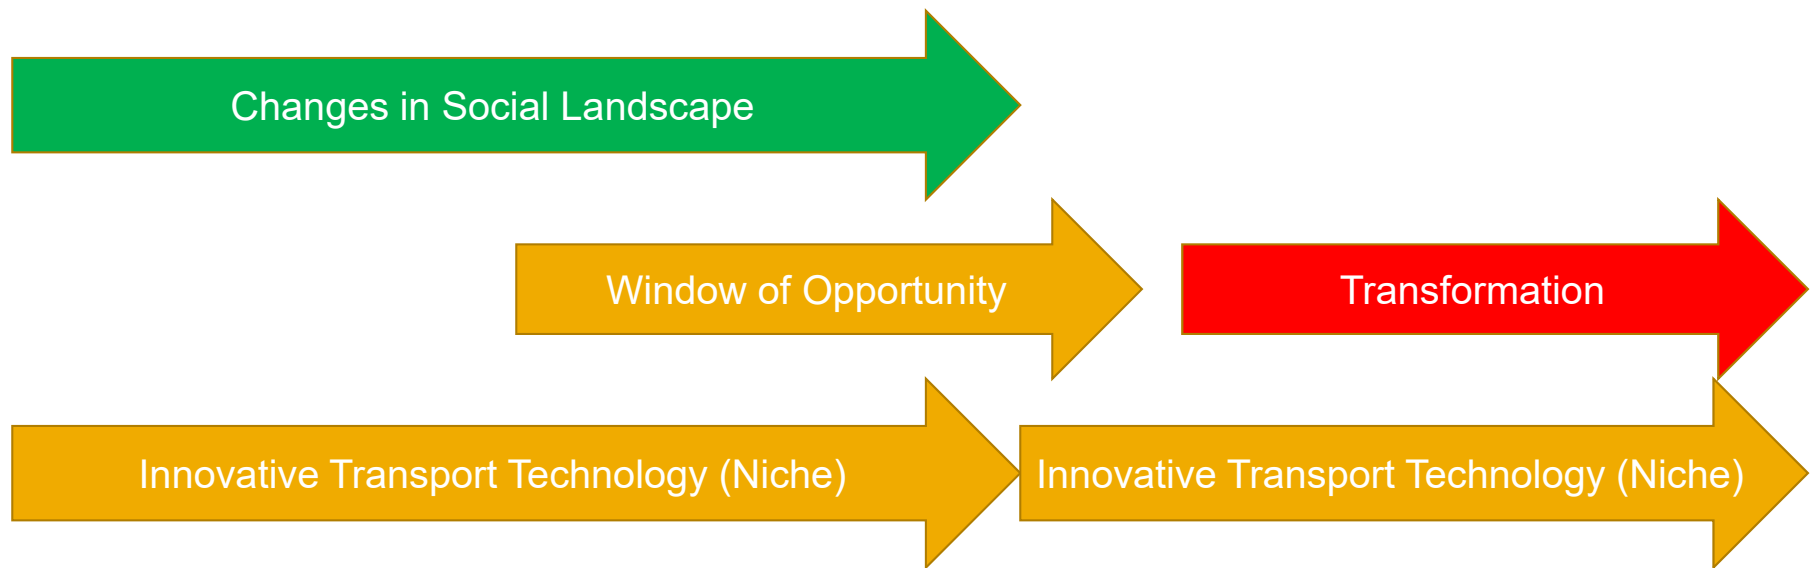 Changes in Social Landscape
Window of Opportunity
Transformation
Innovative Transport Technology (Niche)
Innovative Transport Technology (Niche)